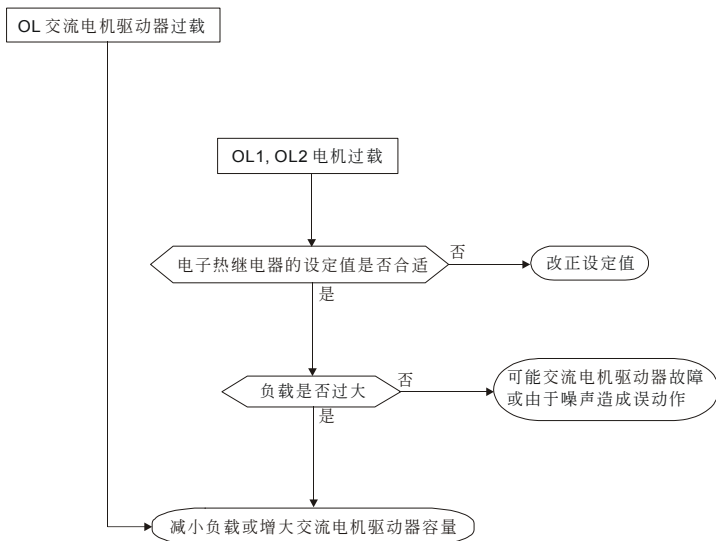 OL 交流电机驱动器过载
OL1, OL2 电机过载
电子热继电器的设定值是否合适
否
改正设定值
是
负载是否过大
否
可能交流电机驱动器故障
或由于噪声造成误动作
是
减小负载或增大交流电机驱动器容量